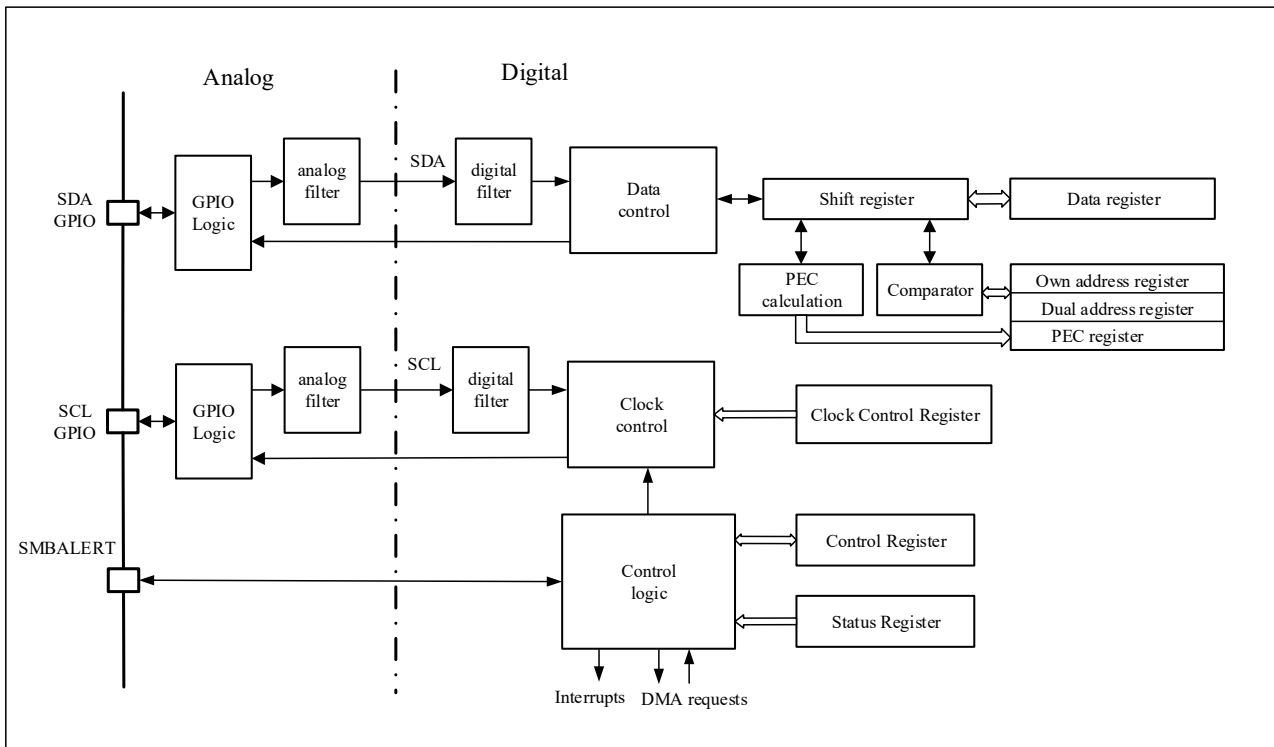 Analog
Digital
SDA
GPIO
GPIO
Logic
analog
filter
SDA
digital
filter
Data
control
Shift register
Data register
PEC
calculation
Comparator
Own address register
Dual address register
PEC register
SCL
GPIO
GPIO
Logic
analog
filter
SCL
digital
filter
Clock
control
Clock Control Register
SMBALERT
Control
logic
Control Register
Status Register
Interrupts
DMA requests